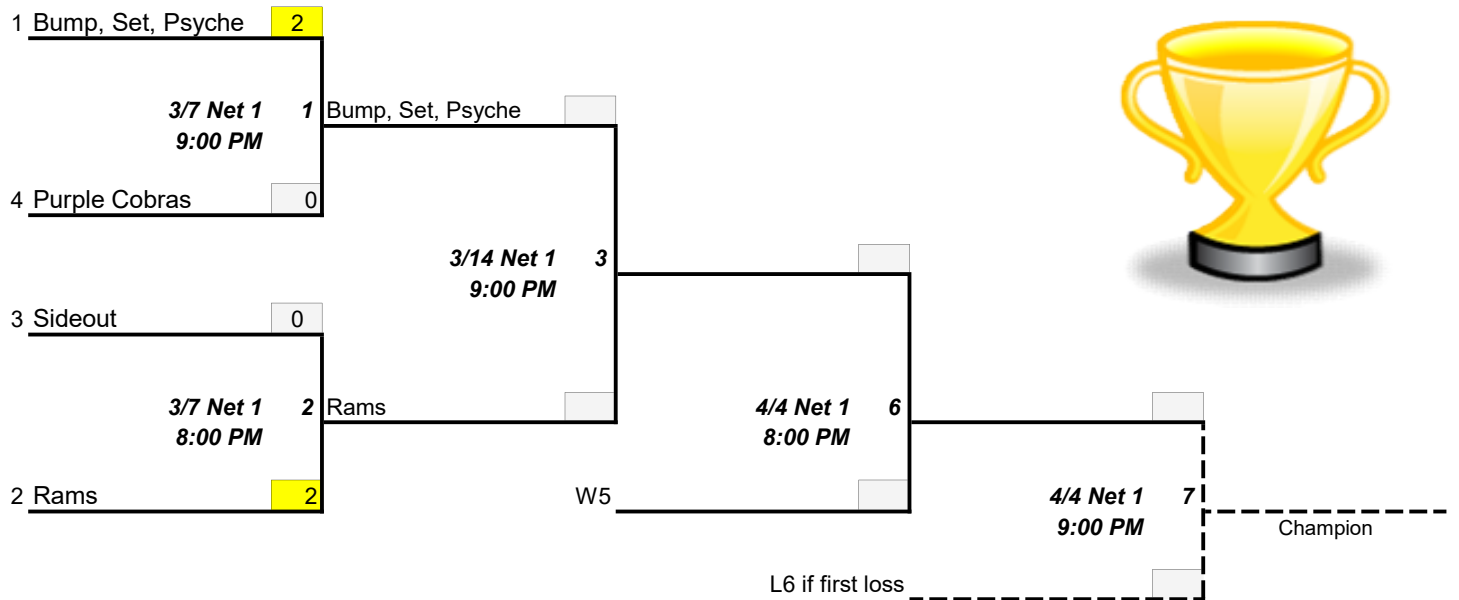 1 Bump, Set, Psyche 2
3/7 Net 1 1 Bump, Set, Psyche
9:00 PM
4 Purple Cobras 0
3/14 Net 1 3
9:00 PM
3 Sideout 0
3/7 Net 1 2 Rams
8:00 PM
4/4 Net 1 6
8:00 PM
2 Rams 2
W5
4/4 Net 1 7
9:00 PM
Champion
L6 if first loss